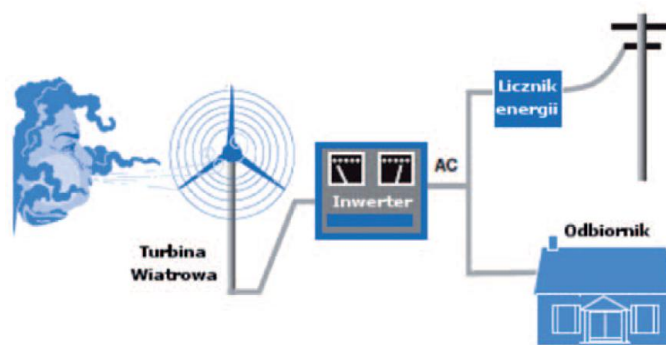 Licznik
energii
AC
Inwerter
Turbina
Wiatrowa
Odbiornik